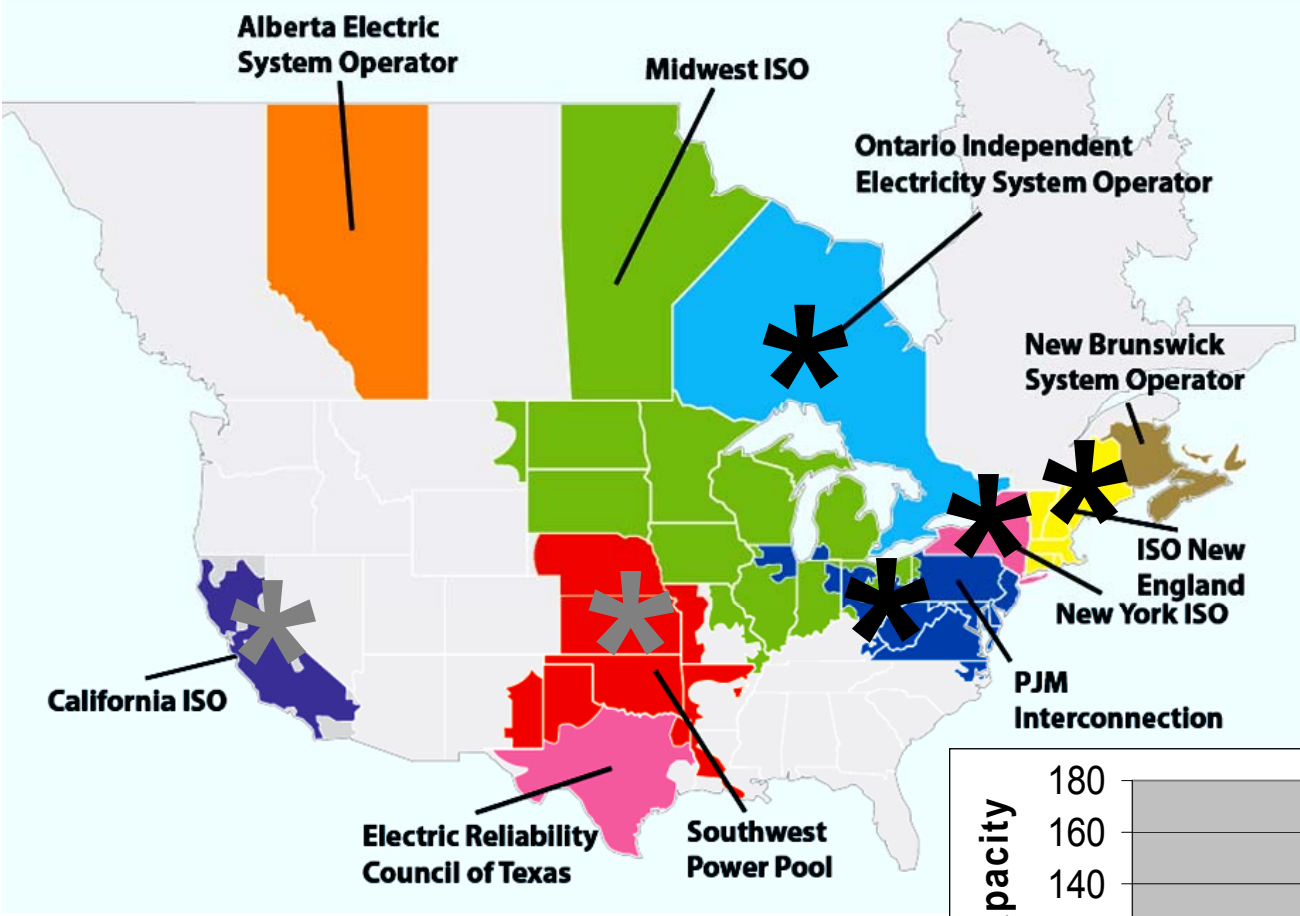 Alberta Electric
System Operator
Midwest ISO
Ontario Independent
Electricity System Operator
New Brunswick
System Operator
ISO New
England
New York ISO
PJM
Interconnection
California ISO
Electric Reliability
Council of Texas
Southwest
Power Pool
180
160
140
pacity